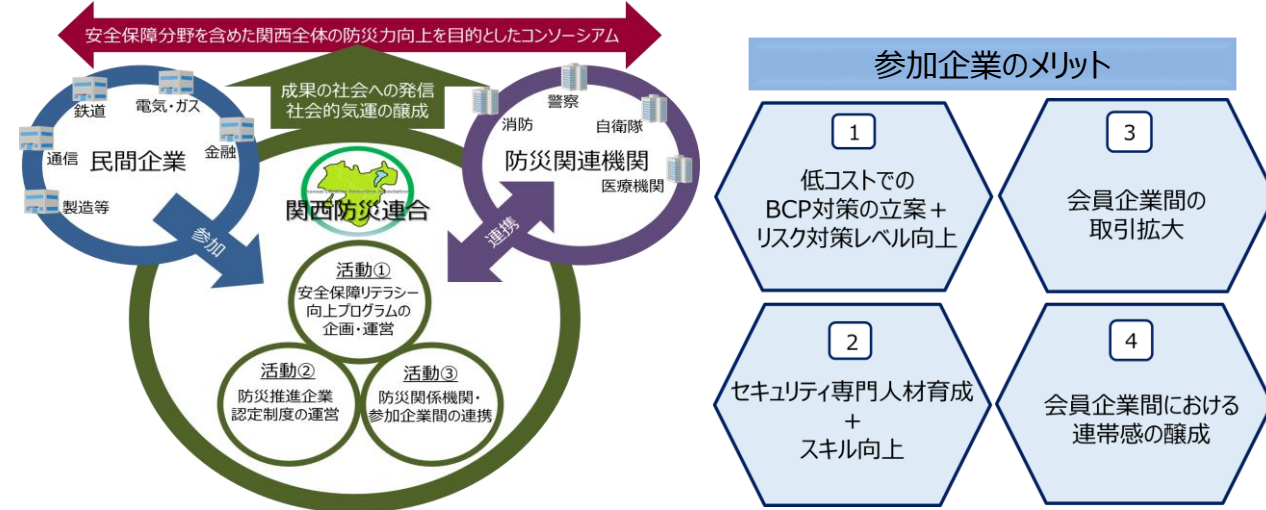 安全保障分野を含めた関西全体の防災力向上を目的としたコンソーシアム
成果の社会への発信
社会的気運の醸成
鉄道
電気・ガス
通信
金融
民間企業
製造等
参加
警察
消防
自衛隊
防災関連機関
医療機関
連携
関西防災連合
活動①
安全保障リテラシー
向上プログラムの
企画・運営
活動②
防災推進企業
認定制度の運営
活動③
防災関係機関・
参加企業間の連携
参加企業のメリット
1
低コストでの
BCP対策の立案＋
リスク対策レベル向上
2
セキュリティ専門人材育成
+
スキル向上
3
会員企業間の
取引拡大
4
会員企業間における
連帯感の醸成